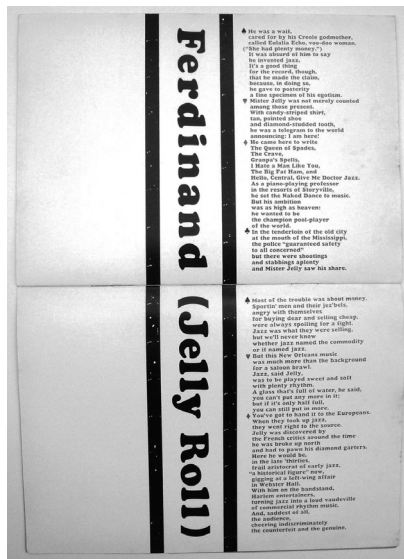 Ferdinand
♠ He was a waif,
cared for by his Creole godmother,
called Eulalia Echo, voo-doo woman.
("She had plenty money.")
It was absurd of him to say
he invented jazz.
It's a good thing
for the record, though,
that he made the claim,
because, in doing so,
he gave to posterity
a fine specimen of his egotism.
♥ Mister Jelly was not merely counted
among those present.
With candy-striped shirt,
tan, pointed shoe
and diamond-studded tooth,
he was a telegram to the world
announcing: I am here!
♦ He came here to write
The Queen of Spades,
The Crave,
Granpa's Spells,
I Hate a Man Like You,
The Big Fat Ham, and
Hello, Central, Give Me Doctor Jazz.
As a piano-playing professor
in the resorts of Storyville,
he set the Naked Dance to music.
But his ambition
was as high as heaven:
he wanted to be
the champion pool-player
of the world.
♣ In the tenderloin of the old city
at the mouth of the Mississippi,
the police "guaranteed safety
to all concerned"
but there were shootings
and stabbings aplenty
and Mister Jelly saw his share.
(Jelly Roll)
♠ Most of the trouble was about money.
Sportin' men and their jez'bels,
angry with themselves
for buying dear and selling cheap,
were always spoiling for a fight.
Jazz was what they were selling,
but we'll never know
whether jazz named the commodity
or it named jazz.
♥ But this New Orleans music
was much more than the background
for a saloon brawl.
Jazz, said Jelly,
was to be played sweet and soft
with plenty rhythm.
A glass that's full of water, he said,
you can't put any more in it;
but if it's only half full,
you can still put in more.
♦ You've got to hand it to the Europeans.
When they took up jazz,
they went right to the source.
Jelly was discovered by
the French critics around the time
he was broke up north
and had to pawn his diamond garters.
Here he would be,
in the late 'thirties,
frail aristocrat of early jazz,
"a historical figure" now,
gigging at a left-wing affair
in Webster Hall.
With him on the bandstand,
Harlem entertainers,
turning jazz into a loud vaudeville
of commercial rhythm music.
And, saddest of all,
the audience,
cheering indiscriminately
the counterfeit and the genuine.